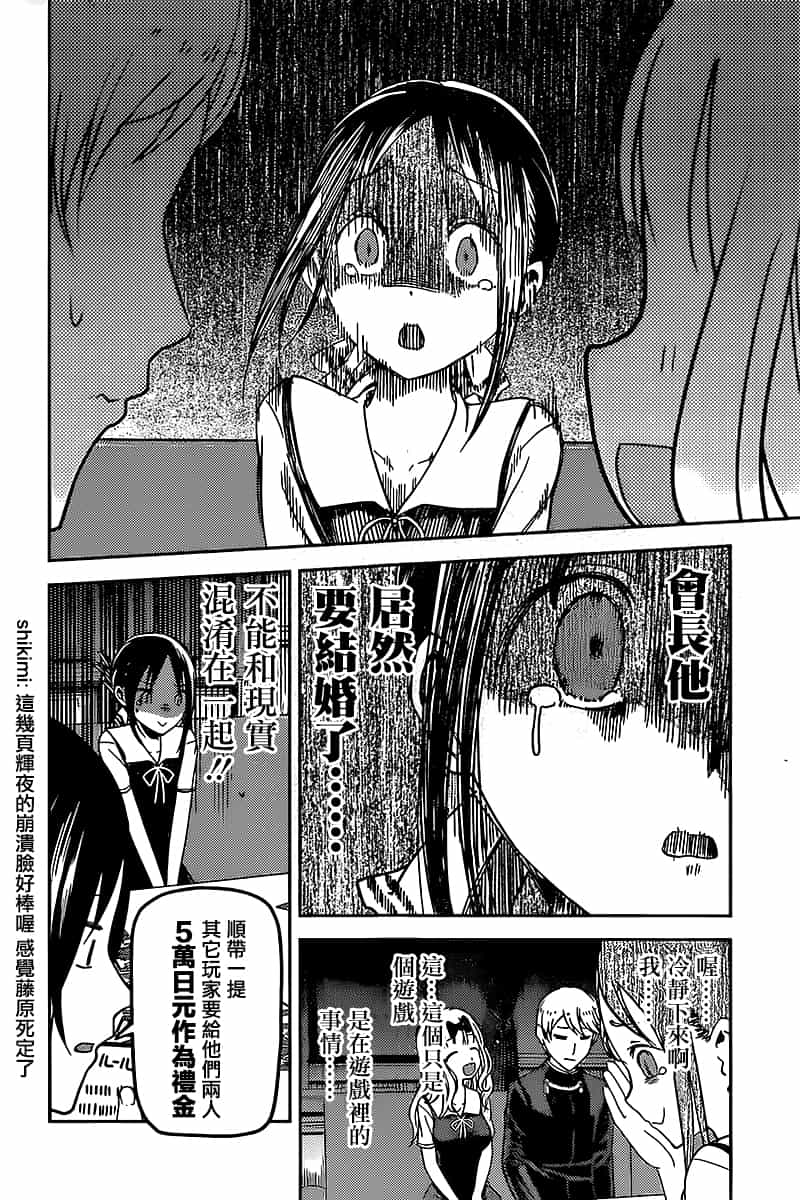 會長他
居然
要結婚了……
不能和現實
混淆在一起!!
喔…
冷靜下來啊
我…
這…這個只是
個遊戲
是在遊戲裡的
事情……
順帶一提
其它玩家要給他們兩人
5萬日元作為禮金
ルール
shikimi: 這幾頁輝夜的崩潰臉好棒喔 感覺藤原死定了